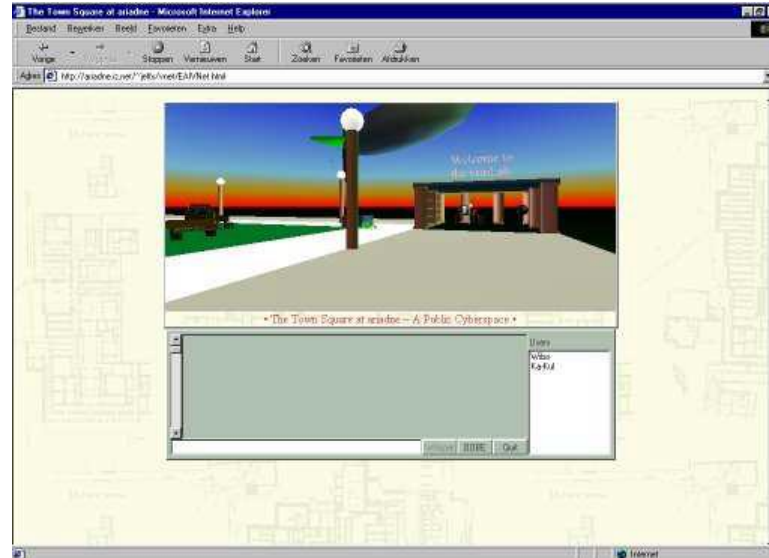 The Town Square at ariadne - Microsoft Internet Explorer
Bestand Bewerken Beeld Favorieten Extra Help
Vorige Stoppen Vernieuwen Start Zoeken Favorieten Afdrukken
Adres
Welcome to
• The Town Square at ariadne -- A Public Cyberspace •
Users
Ka-Kul
Quit
Internet